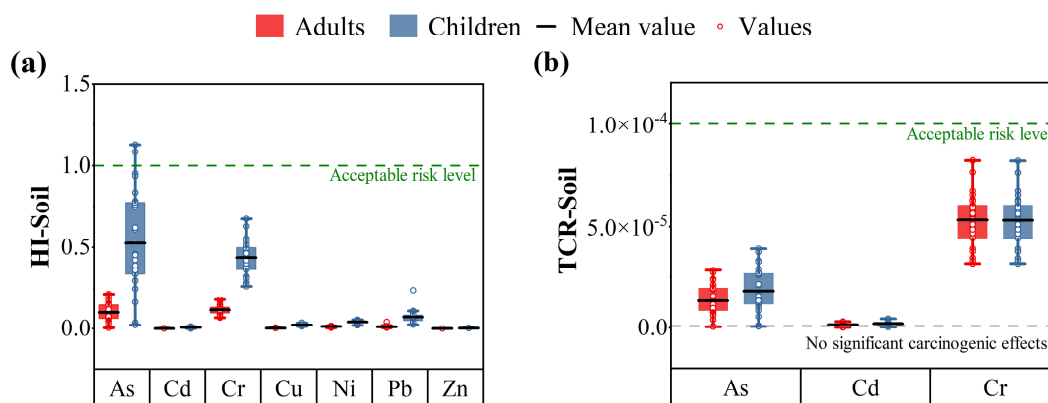 Adults Children Mean value Values
(a)
HI-Soil
1.5
1.0
0.5
0.0
Acceptable risk level
As Cd Cr Cu Ni Pb Zn
(b)
TCR-Soil
1.0×10⁻⁴
5.0×10⁻⁵
0.0
Acceptable risk level
No significant carcinogenic effects
As Cd Cr